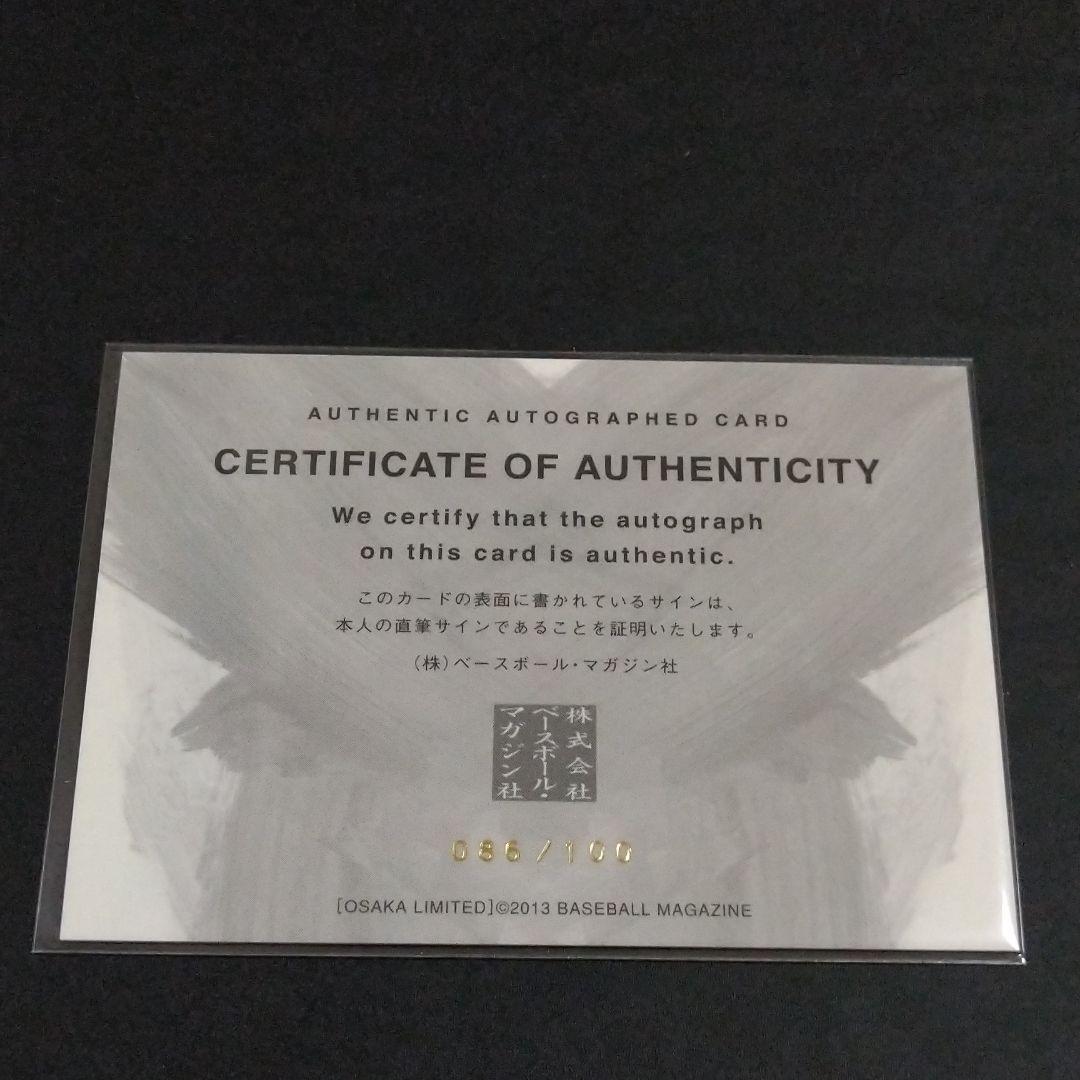 AUTHENTIC AUTOGRAPHED CARD
CERTIFICATE OF AUTHENTICITY
We certify that the autograph
on this card is authentic.
このカードの表面に書かれているサインは、
本人の直筆サインであることを証明いたします。
（株）ベースボール・マガジン社
株式会社
ベースボール・
マガジン社
086/100
[OSAKA LIMITED]©2013 BASEBALL MAGAZINE